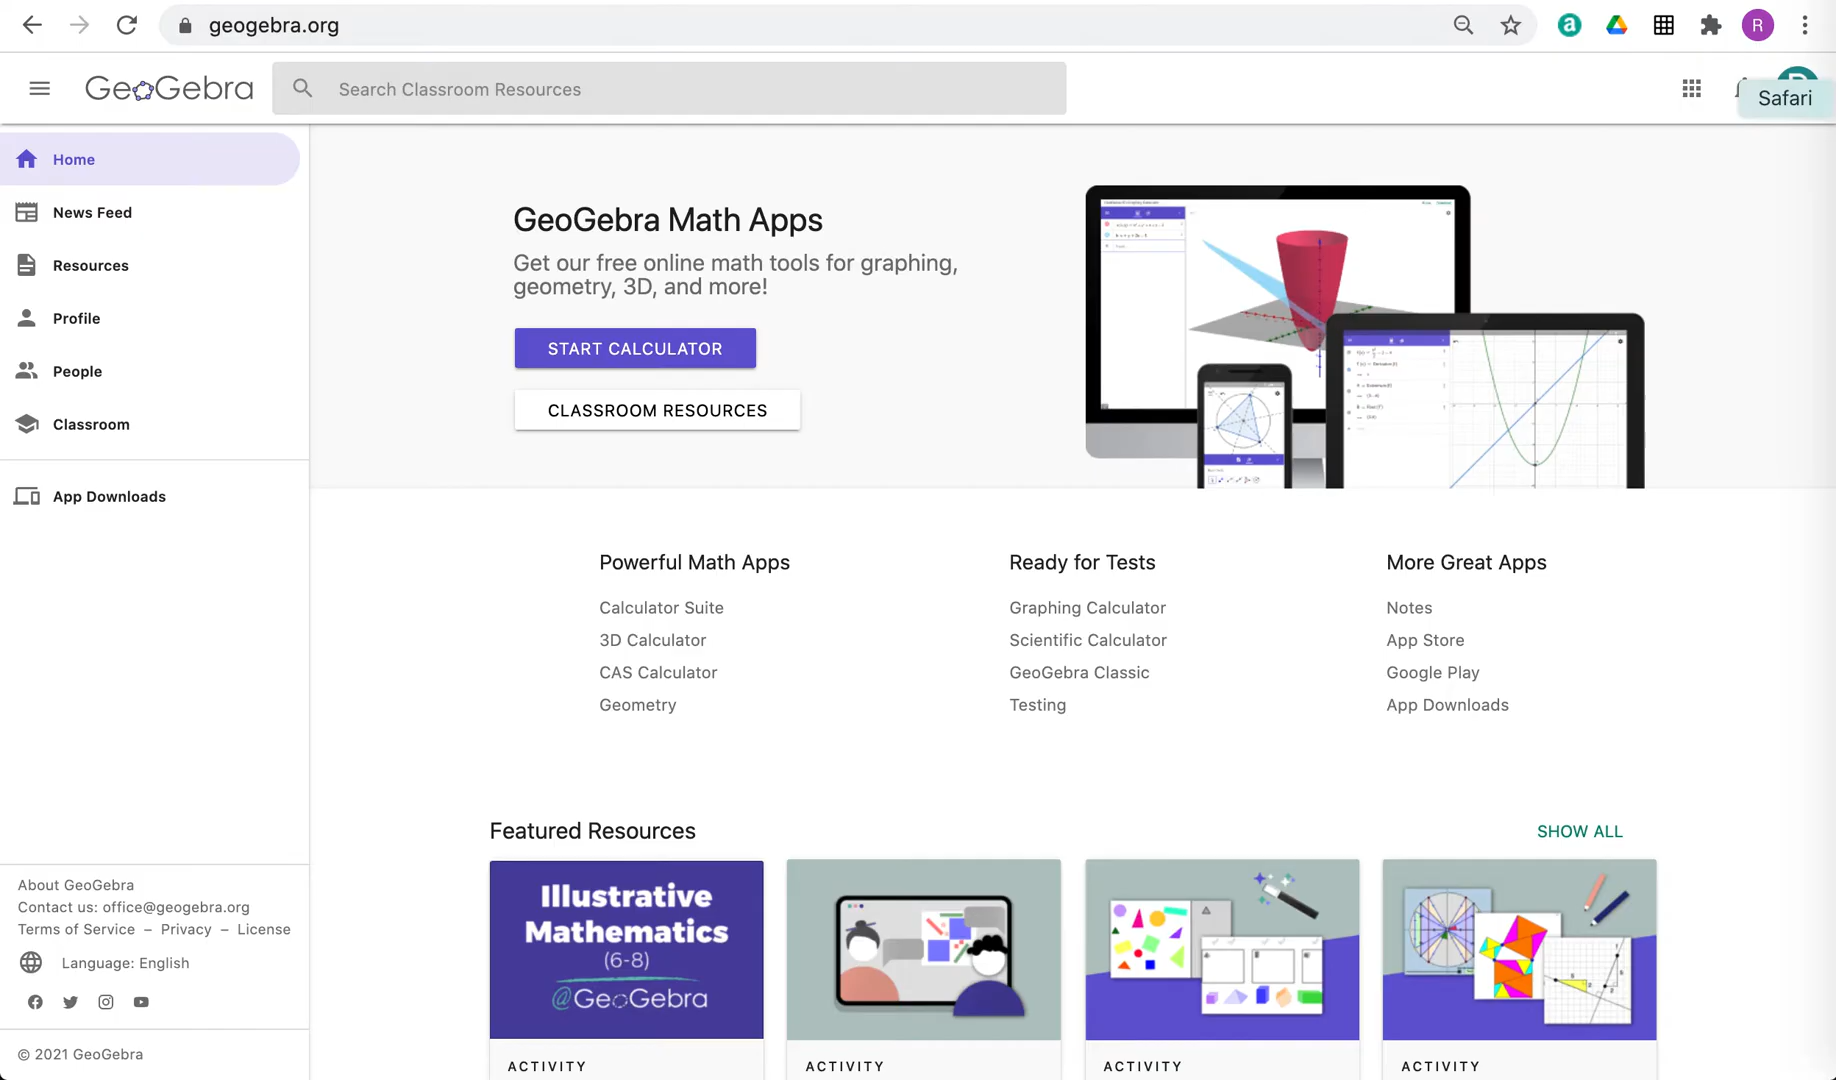 geogebra.org
R
GeoGebra
Search Classroom Resources
Safari
Home
News Feed
Resources
Profile
People
Classroom
App Downloads
GeoGebra Math Apps
Get our free online math tools for graphing,
geometry, 3D, and more!
START CALCULATOR
CLASSROOM RESOURCES
Powerful Math Apps
Calculator Suite
3D Calculator
CAS Calculator
Geometry
Ready for Tests
Graphing Calculator
Scientific Calculator
GeoGebra Classic
Testing
More Great Apps
Notes
App Store
Google Play
App Downloads
Featured Resources
SHOW ALL
Illustrative
Mathematics
(6-8)
@GeoGebra
ACTIVITY
ACTIVITY
ACTIVITY
ACTIVITY
About GeoGebra
Contact us: office@geogebra.org
Terms of Service – Privacy – License
Language: English
© 2021 GeoGebra